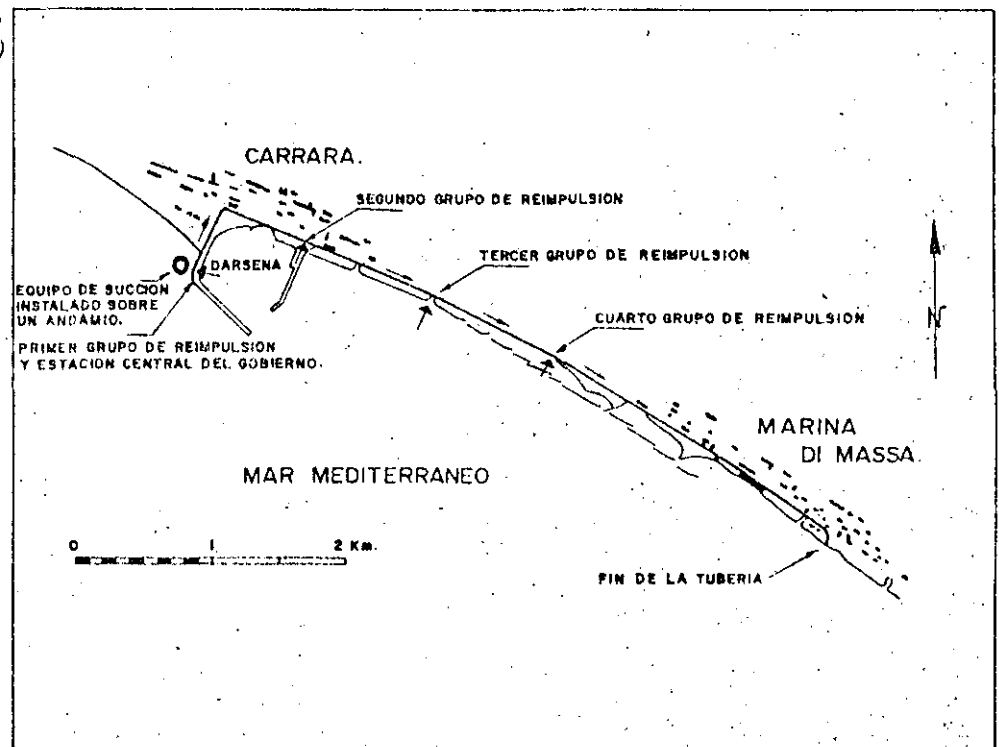 CARRARA.
SEGUNDO GRUPO DE REIMPULSION
TERCER GRUPO DE REIMPULSION
DARSENA
EQUIPO DE SUCCION
INSTALADO SOBRE
UN ANDAMIO.
CUARTO GRUPO DE REIMPULSION
PRIMER GRUPO DE REIMPULSION
Y ESTACION CENTRAL DEL GOBIERNO.
N
MARINA
DI MASSA.
MAR MEDITERRANEO
0 1 2 Km.
FIN DE LA TUBERIA